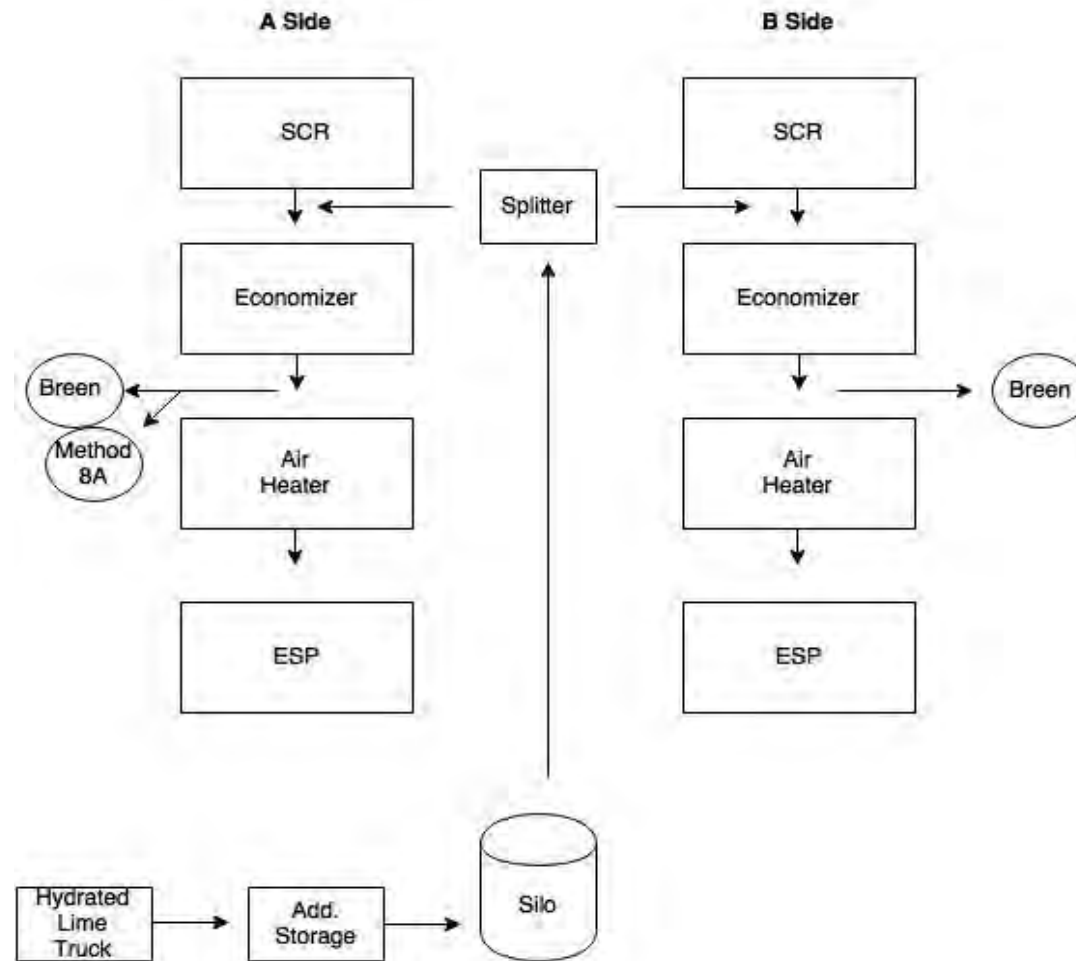 A Side
B Side
SCR
SCR
Splitter
Economizer
Economizer
Breen
Breen
Method
8A
Air
Heater
Air
Heater
ESP
ESP
Hydrated
Lime
Truck
Add.
Storage
Silo